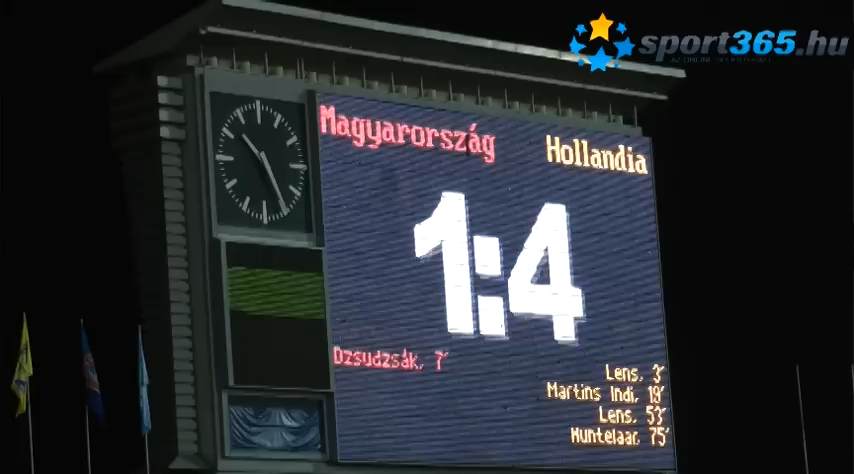 sport365.hu
Magyarország
Hollandia
1:4
Dzsudzsák, 7'
Lens, 3'
Martins Indi, 19'
Lens, 53'
Huntelaar, 75'